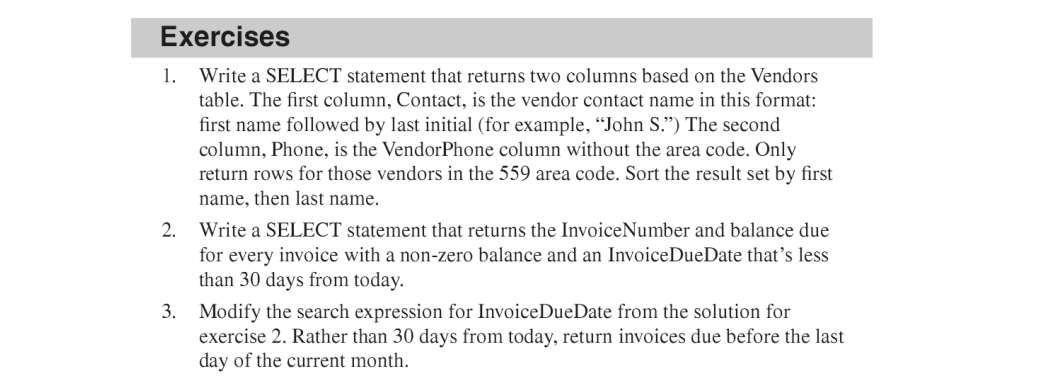 Exercises
1. Write a SELECT statement that returns two columns based on the Vendors
table. The first column, Contact, is the vendor contact name in this format:
first name followed by last initial (for example, “John S.”) The second
column, Phone, is the VendorPhone column without the area code. Only
return rows for those vendors in the 559 area code. Sort the result set by first
name, then last name.
2. Write a SELECT statement that returns the InvoiceNumber and balance due
for every invoice with a non-zero balance and an InvoiceDueDate that’s less
than 30 days from today.
3. Modify the search expression for InvoiceDueDate from the solution for
exercise 2. Rather than 30 days from today, return invoices due before the last
day of the current month.